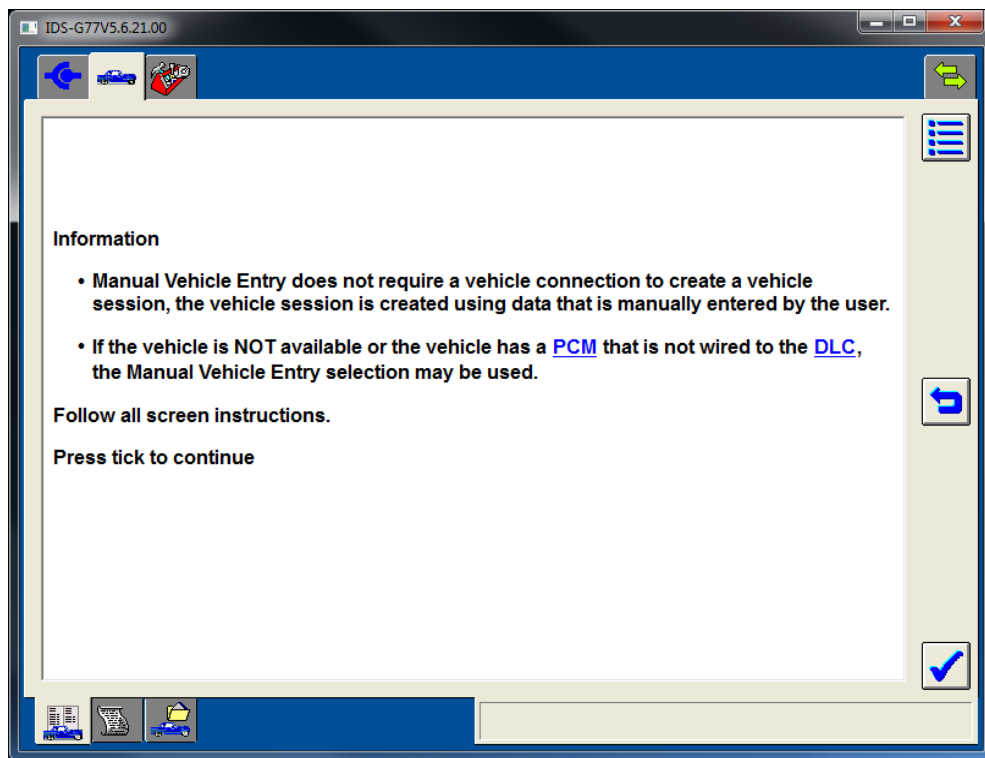 IDS-G77V5.6.21.00
Information
• Manual Vehicle Entry does not require a vehicle connection to create a vehicle
session, the vehicle session is created using data that is manually entered by the user.
• If the vehicle is NOT available or the vehicle has a PCM that is not wired to the DLC,
the Manual Vehicle Entry selection may be used.
Follow all screen instructions.
Press tick to continue